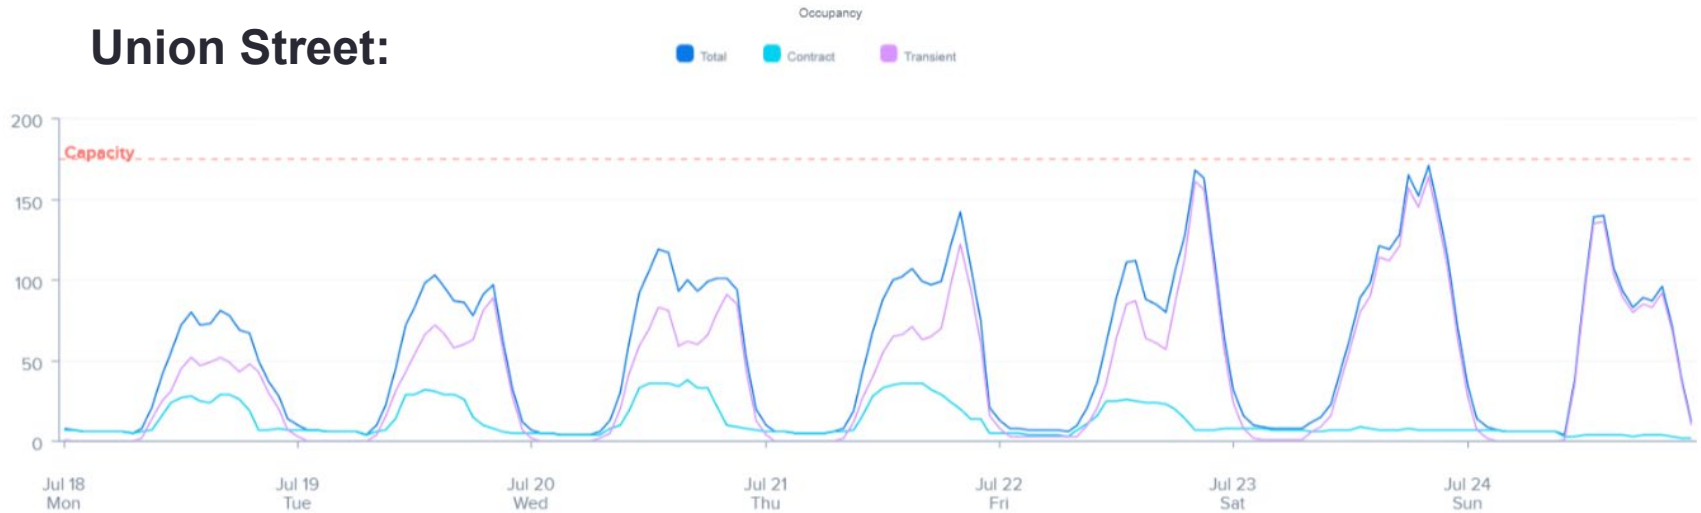 Occupancy
Union Street:
Total Contract Transient
200
Capacity
150
100
50
0
Jul 18 Jul 19 Jul 20 Jul 21 Jul 22 Jul 23 Jul 24
Mon Tue Wed Thu Fri Sat Sun